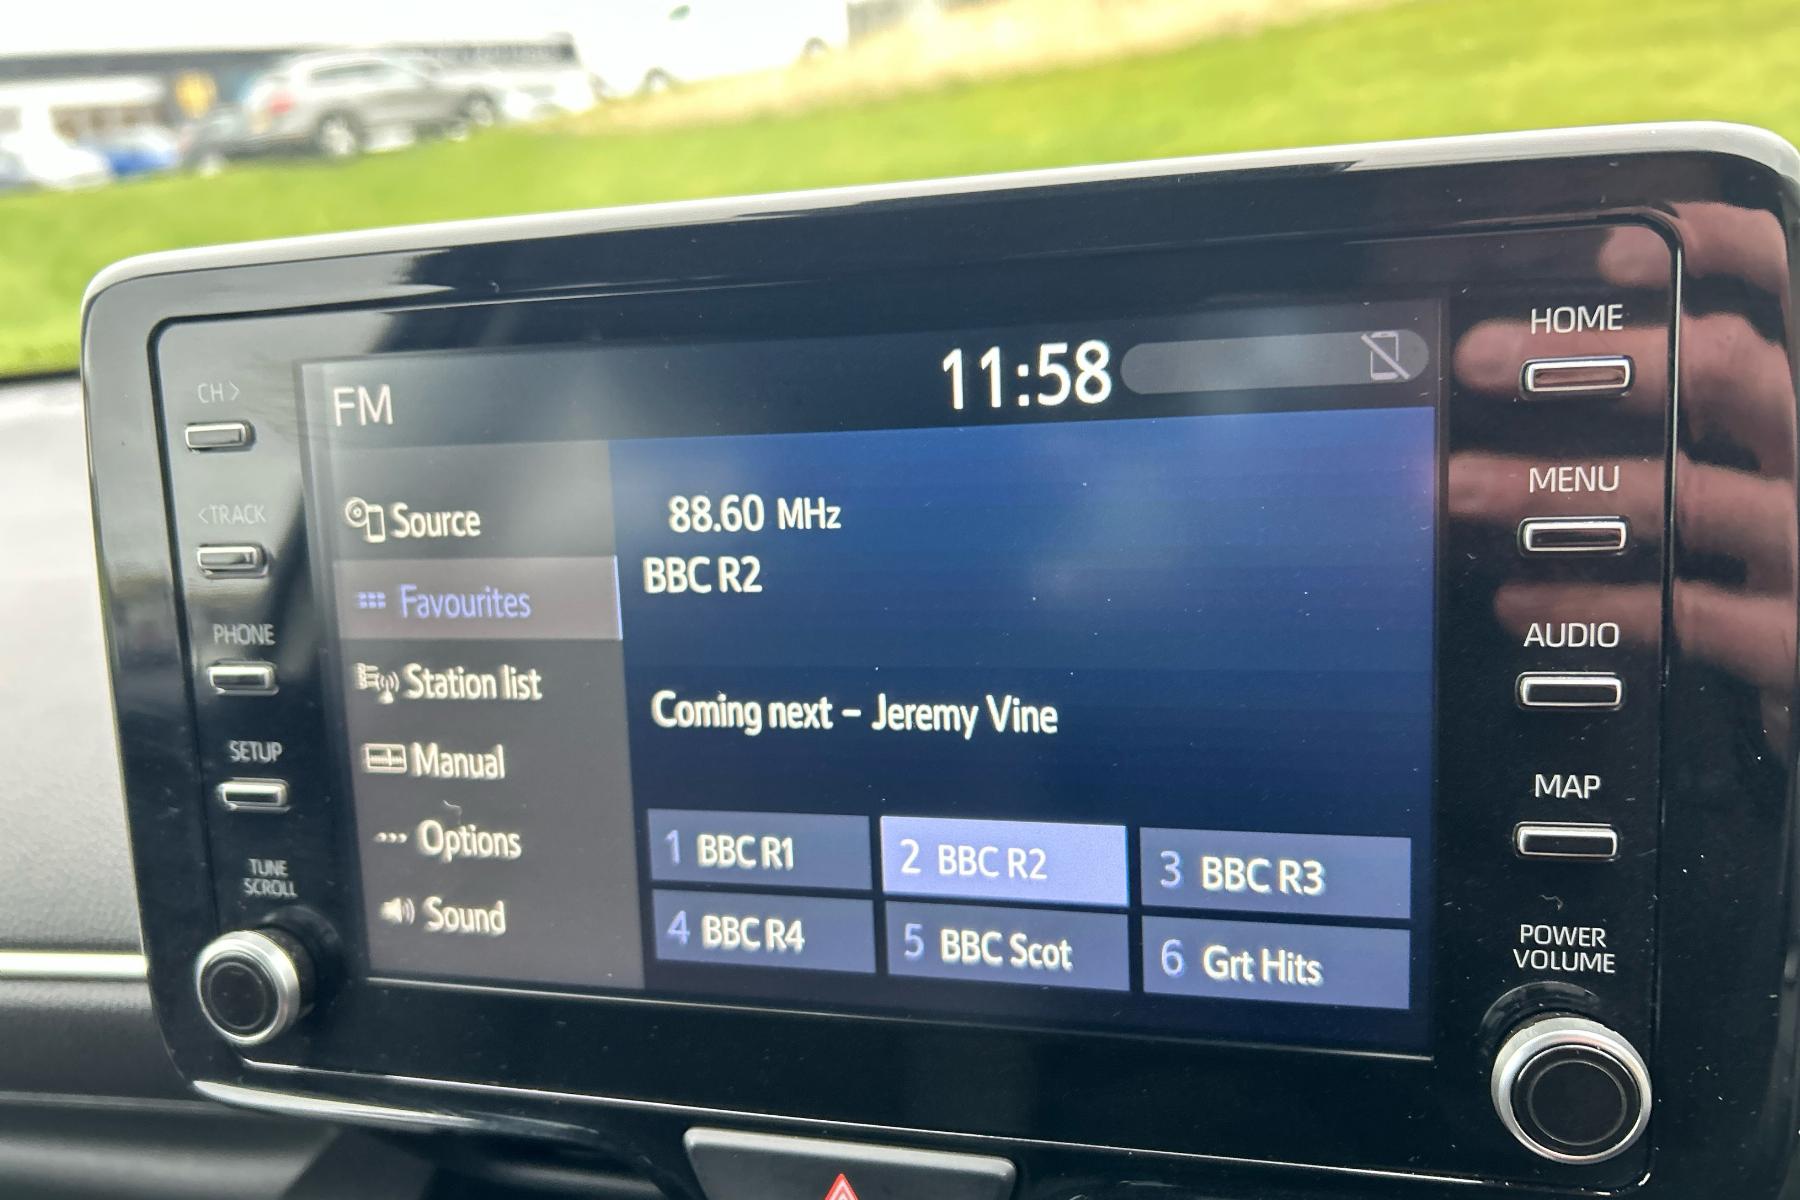 FM
11:58
CH >
<TRACK
PHONE
SETUP
TUNE
SCROLL
Source
Favourites
Station list
Manual
Options
Sound
88.60 MHz
BBC R2
Coming next – Jeremy Vine
1 BBC R1
2 BBC R2
3 BBC R3
4 BBC R4
5 BBC Scot
6 Grt Hits
HOME
MENU
AUDIO
MAP
POWER
VOLUME